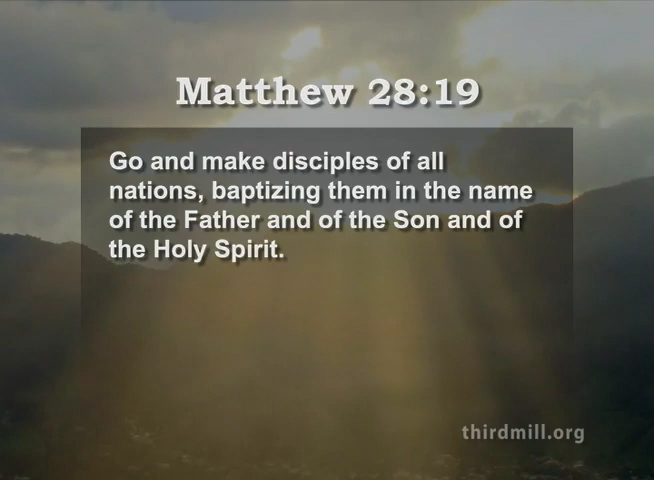 Matthew 28:19
Go and make disciples of all
nations, baptizing them in the name
of the Father and of the Son and of
the Holy Spirit.
thirdmill.org